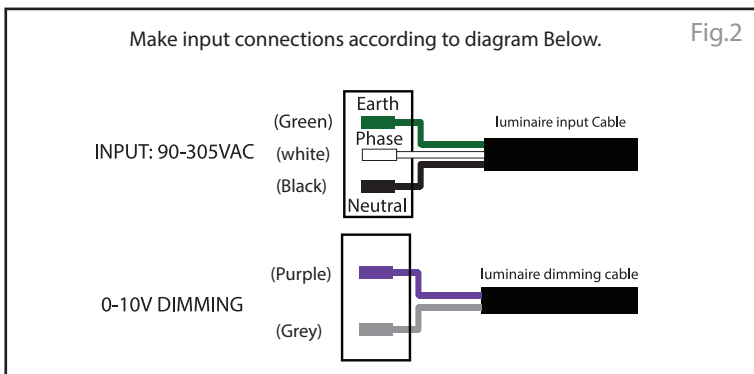 Fig.2
Make input connections according to diagram Below.
Earth
(Green)
luminaire input Cable
Phase
INPUT: 90-305VAC
(white)
(Black)
Neutral
(Purple)
luminaire dimming cable
0-10V DIMMING
(Grey)